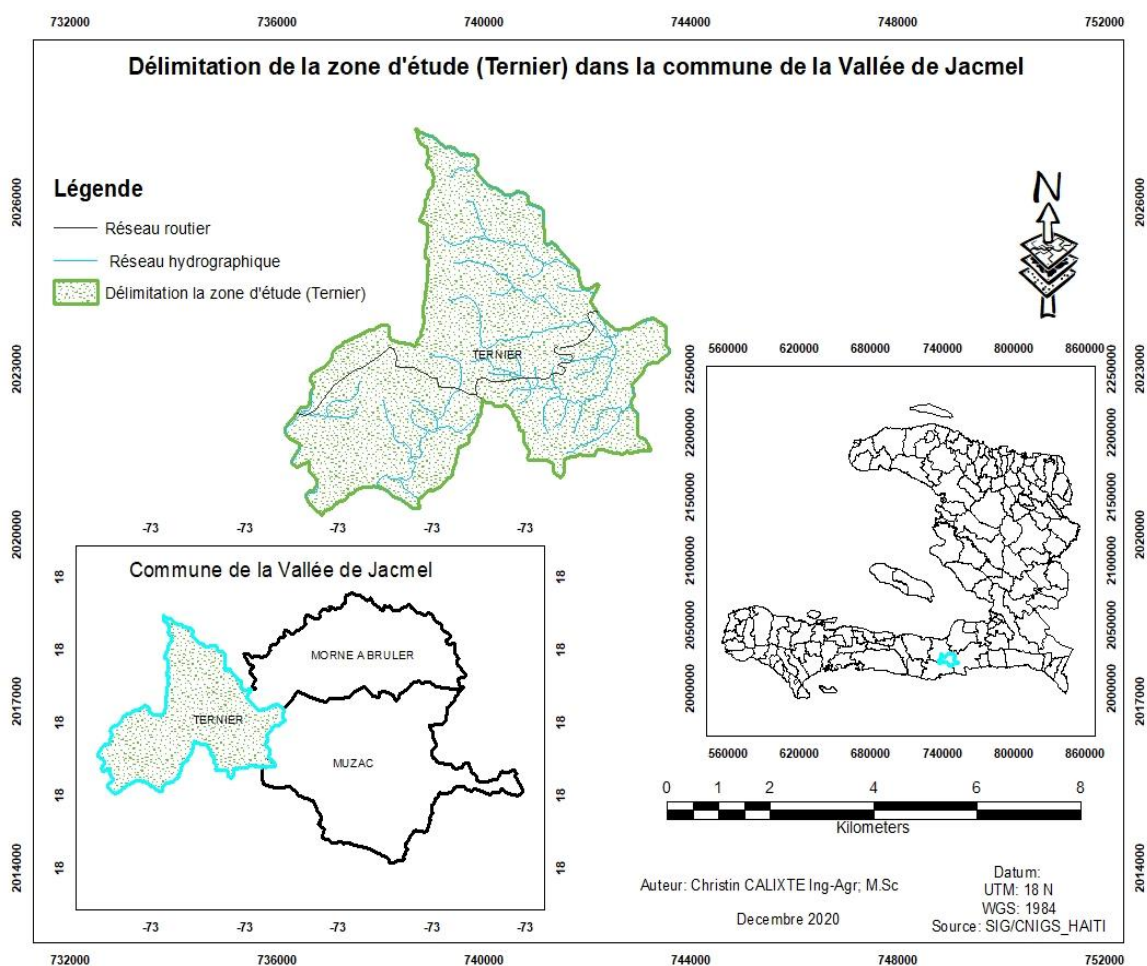 732000 736000 740000 744000 748000 752000
Délimitation de la zone d'étude (Ternier) dans la commune de la Vallée de Jacmel
Légende
Réseau routier
Réseau hydrographique
Délimitation la zone d'étude (Ternier)
TERNIER
N
2026000
2023000
2020000
2017000
2014000
2026000
2023000
2020000
2017000
2014000
560000 620000 680000 740000 800000 860000
2250000
2200000
2150000
2100000
2050000
2000000
2250000
2200000
2150000
2100000
2050000
2000000
560000 620000 680000 740000 800000 860000
-73 -73 -73 -73 -73
Commune de la Vallée de Jacmel
MORNE A BRULER
TERNIER
MUZAC
18
18
18
18
18
18
18
18
18
18
-73 -73 -73 -73 -73
0 1 2 4 6 8
Kilometers
Auteur: Christin CALIXTE Ing-Agr; M.Sc
Decembre 2020
Datum:
UTM: 18 N
WGS: 1984
Source: SIG/CNIGS_HAITI
732000 736000 740000 744000 748000 752000